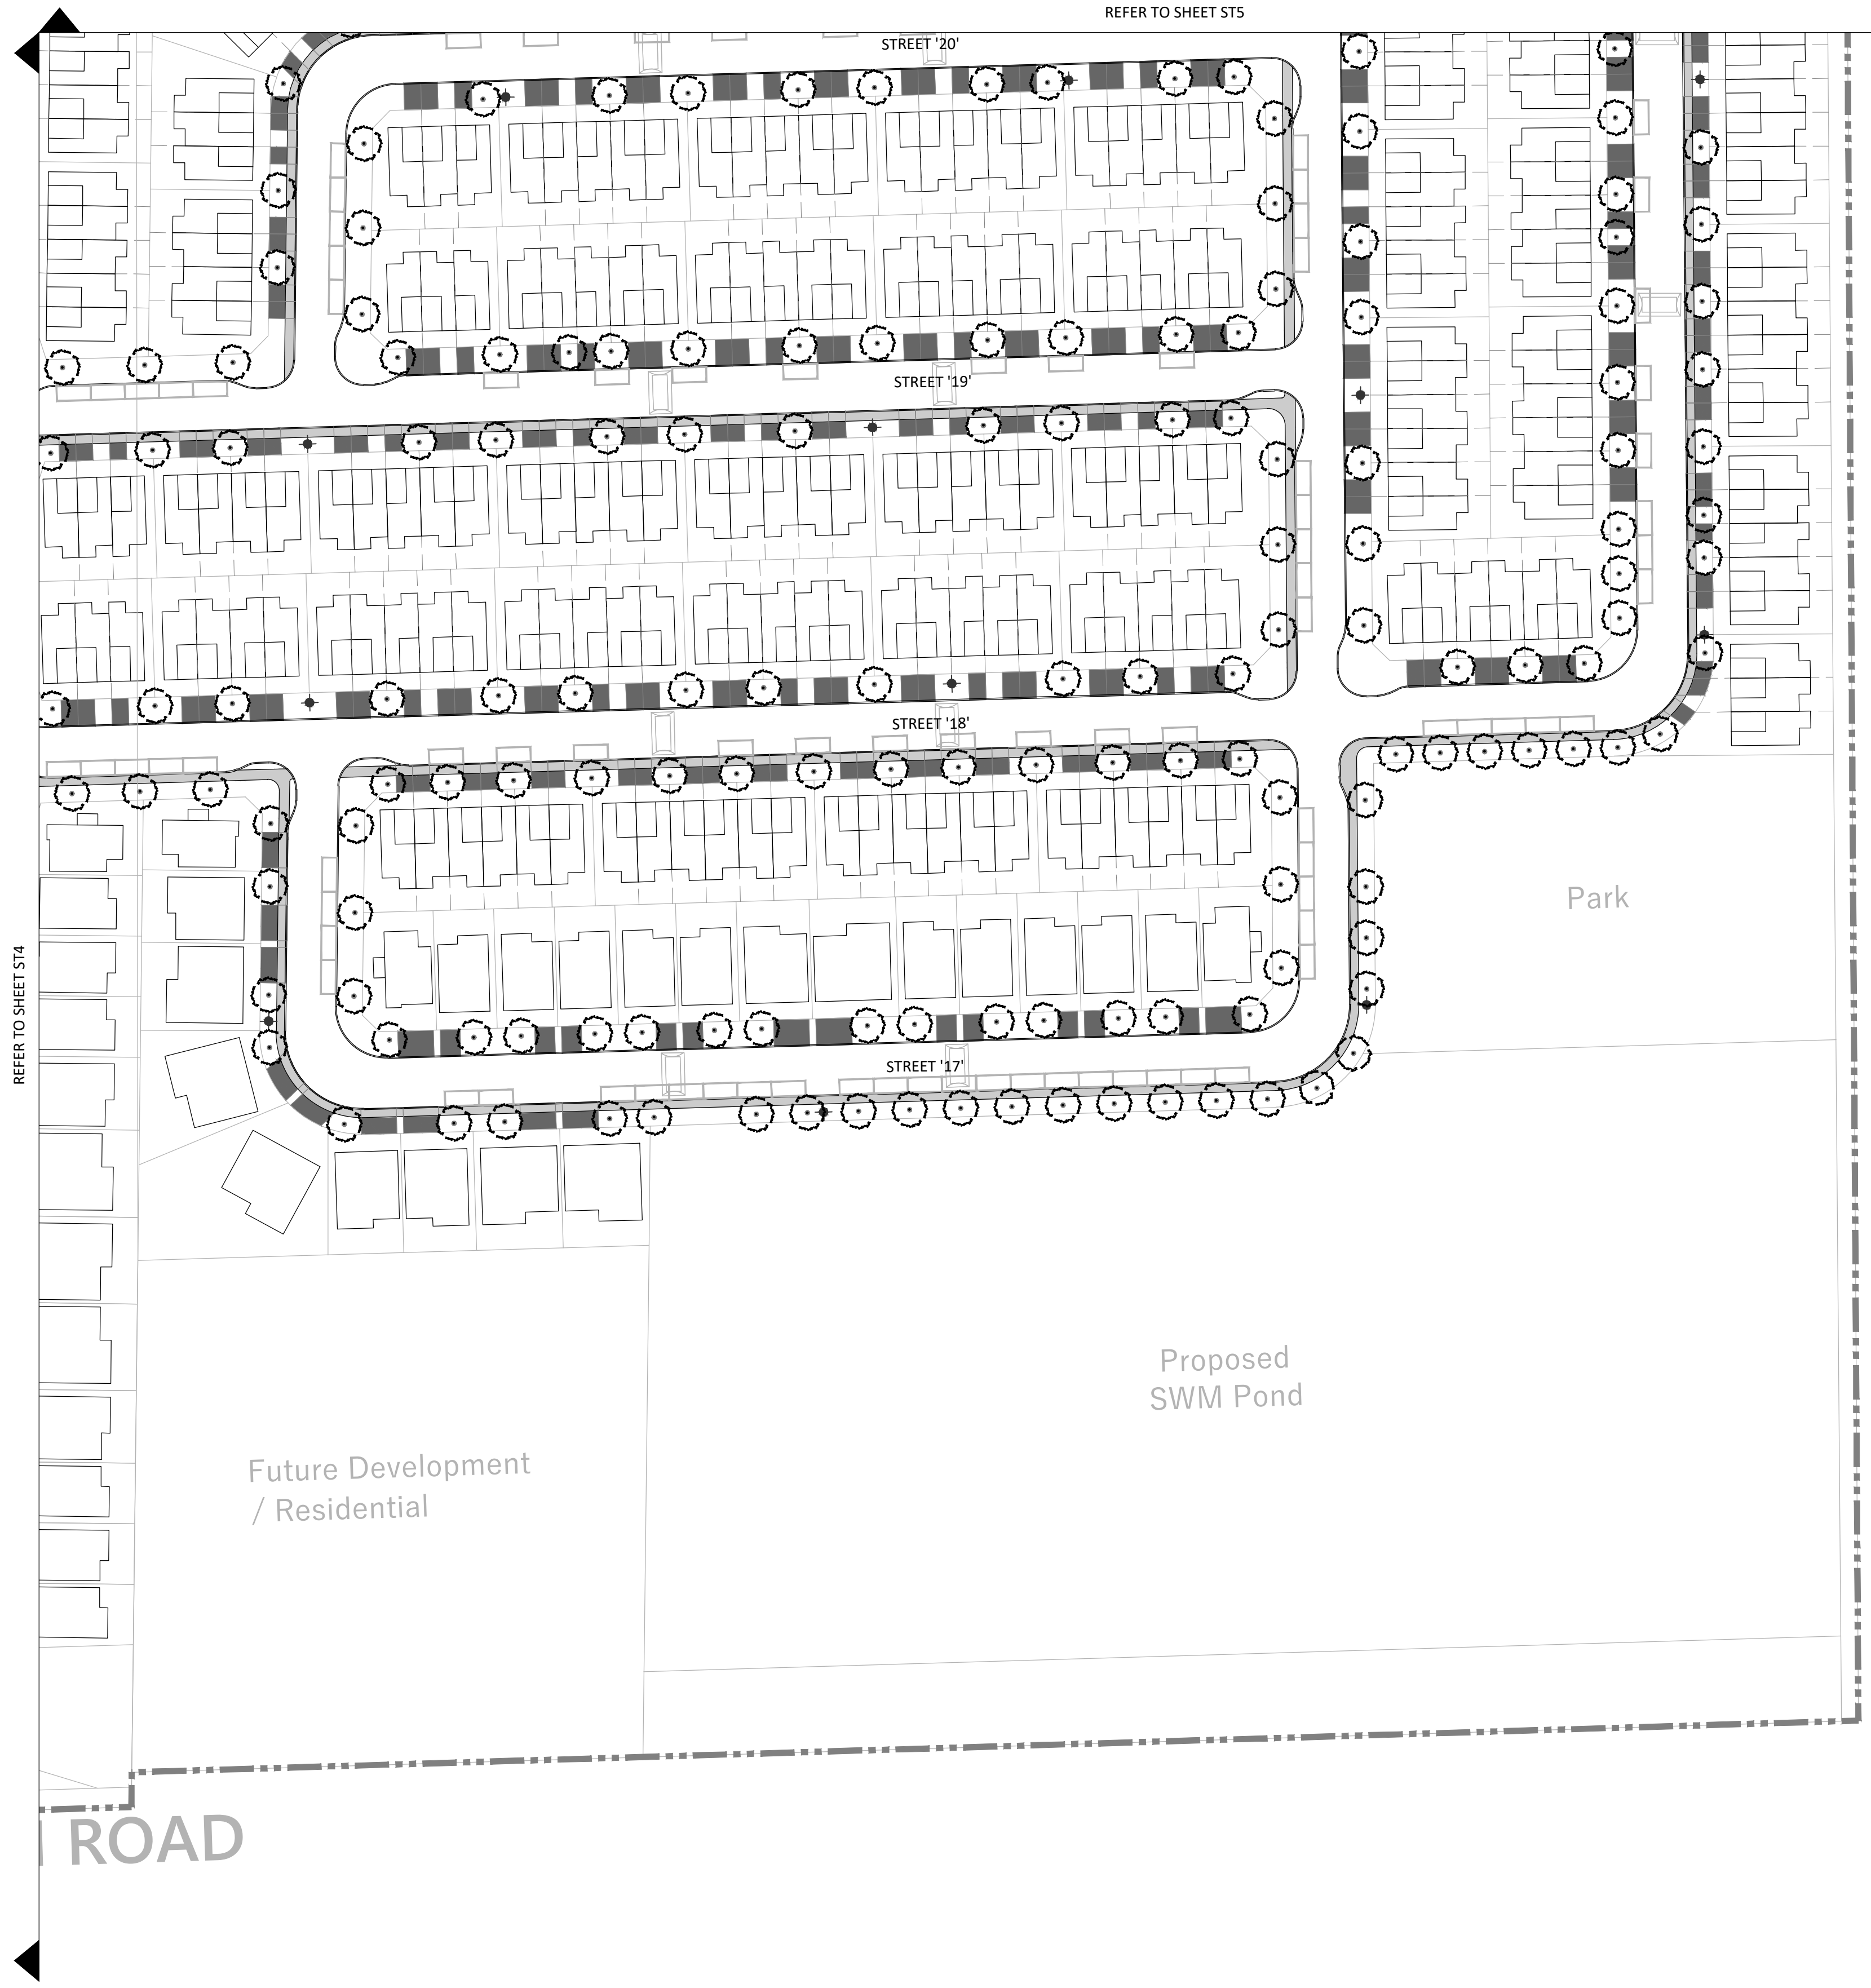 REFER TO SHEET ST5
STREET '20'
STREET '19'
STREET '18'
Park
REFER TO SHEET ST4
STREET '17'
Proposed
SWM Pond
Future Development
/ Residential
ROAD